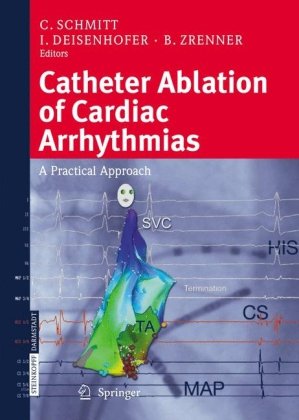 C. SCHMITT
I. DEISENHOFER • B. ZRENNER
Editors
Catheter Ablation
of Cardiac
Arrhythmias
A Practical Approach
SVC
HiS
Termination
CS
TA
MAP
STEINKOPFF
DARMSTADT
Springer